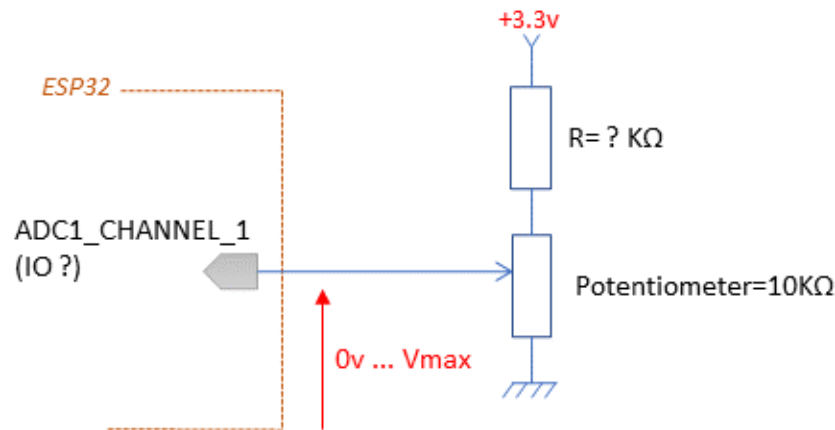 +3.3v
ESP32
R= ? KΩ
ADC1_CHANNEL_1
(IO ?)
Potentiometer=10KΩ
0v ... Vmax